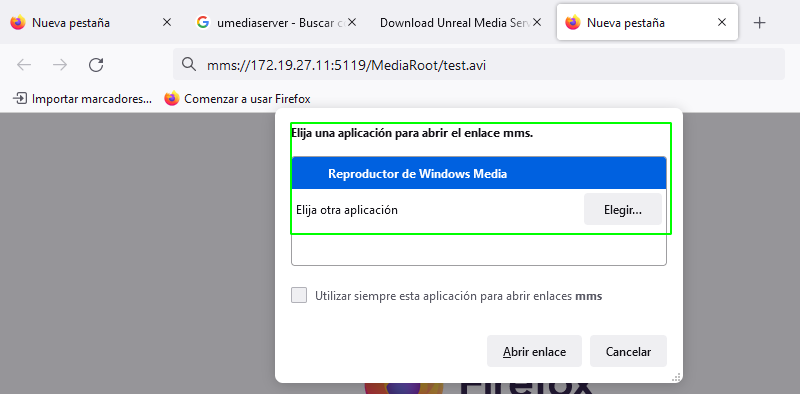 Nueva pestaña
umediaserver - Buscar c
Download Unreal Media Serv
Nueva pestaña
mms://172.19.27.11:5119/MediaRoot/test.avi
Importar marcadores...
Comenzar a usar Firefox
Elija una aplicación para abrir el enlace mms.
Reproductor de Windows Media
Elija otra aplicación
Elegir...
Utilizar siempre esta aplicación para abrir enlaces mms
Abrir enlace
Cancelar
Firefox